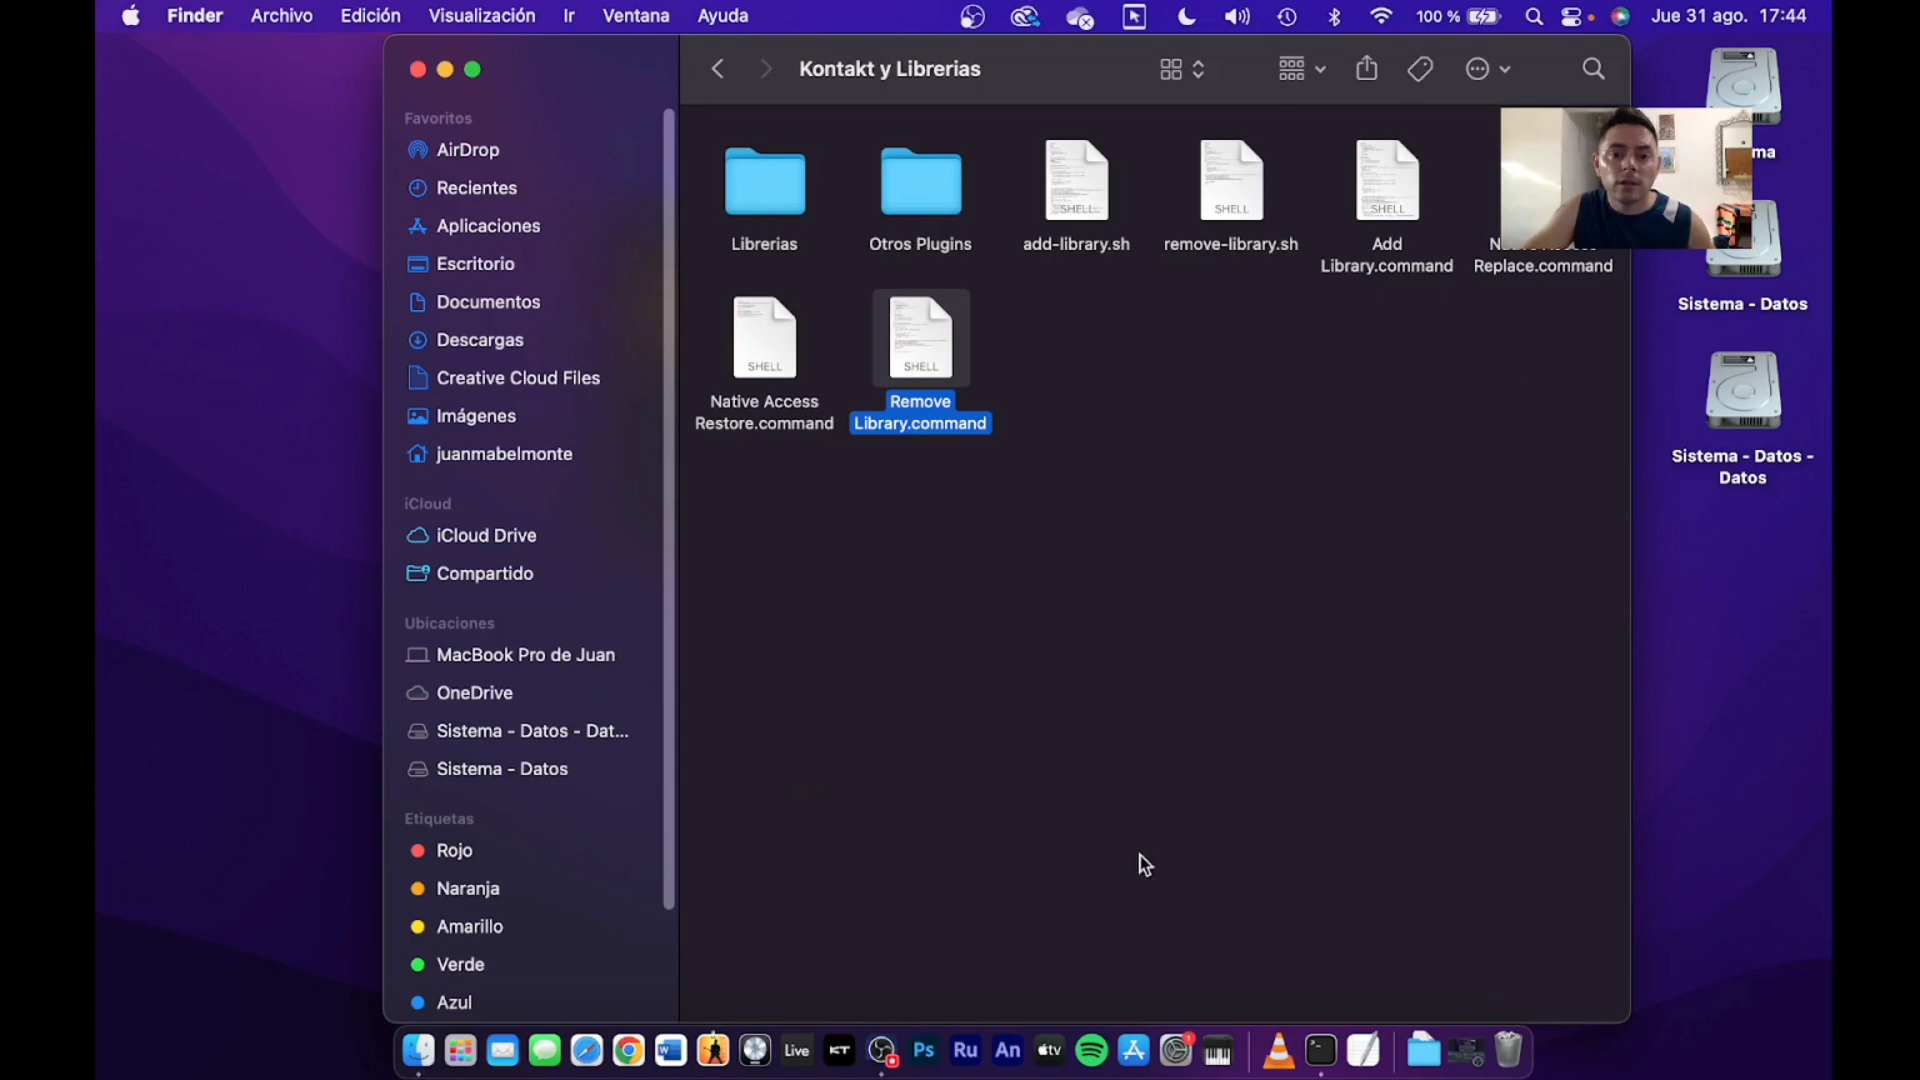 Finder Archivo Edición Visualización Ir Ventana Ayuda 100 % Jue 31 ago. 17:44
Kontakt y Librerias
Favoritos
AirDrop
Recientes
Aplicaciones
Escritorio
Documentos
Descargas
Creative Cloud Files
Imágenes
juanmabelmonte
iCloud
iCloud Drive
Compartido
Ubicaciones
MacBook Pro de Juan
OneDrive
Sistema - Datos - Dat...
Sistema - Datos
Etiquetas
Rojo
Naranja
Amarillo
Verde
Azul
SHELL SHELL SHELL
Librerias Otros Plugins add-library.sh remove-library.sh Add
Library.command
Replace.command
SHELL SHELL
Native Access
Restore.command
Remove
Library.command
ma
Sistema - Datos
Sistema - Datos -
Datos
Live KT Ps Ru An tv 1